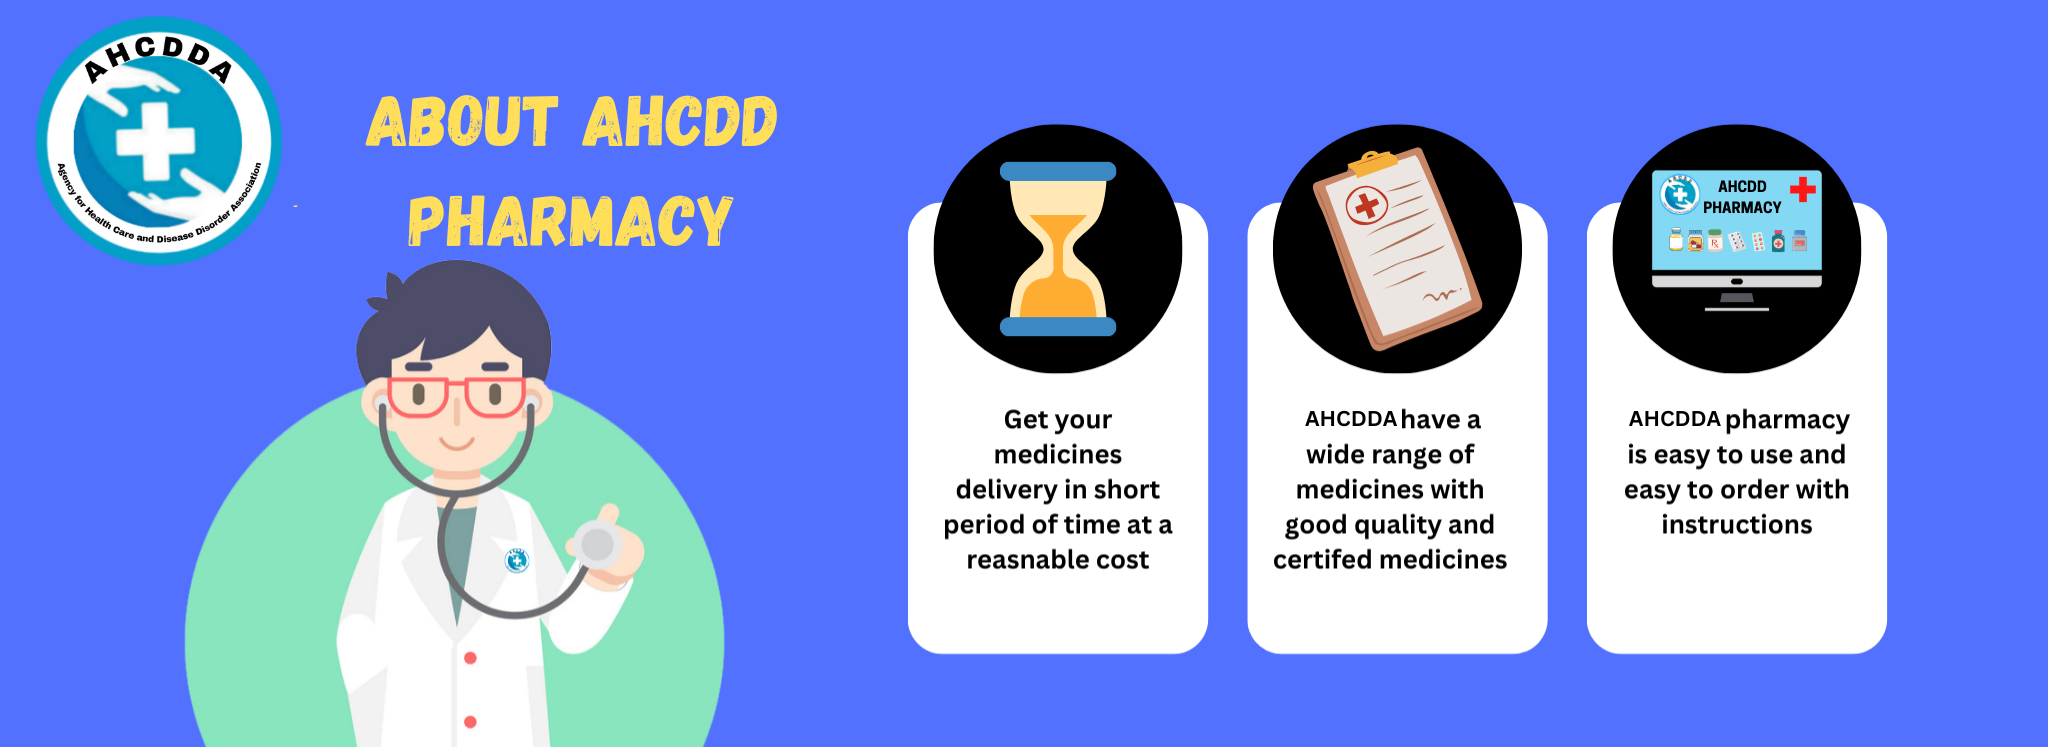 AHCDDA
Agency for Health Care and Disease Disorder Association
ABOUT AHCDD
PHARMACY
Get your
medicines
delivery in short
period of time at a
reasnable cost
AHCDDA have a
wide range of
medicines with
good quality and
certifed medicines
AHCDD
PHARMACY
AHCDDA pharmacy
is easy to use and
easy to order with
instructions